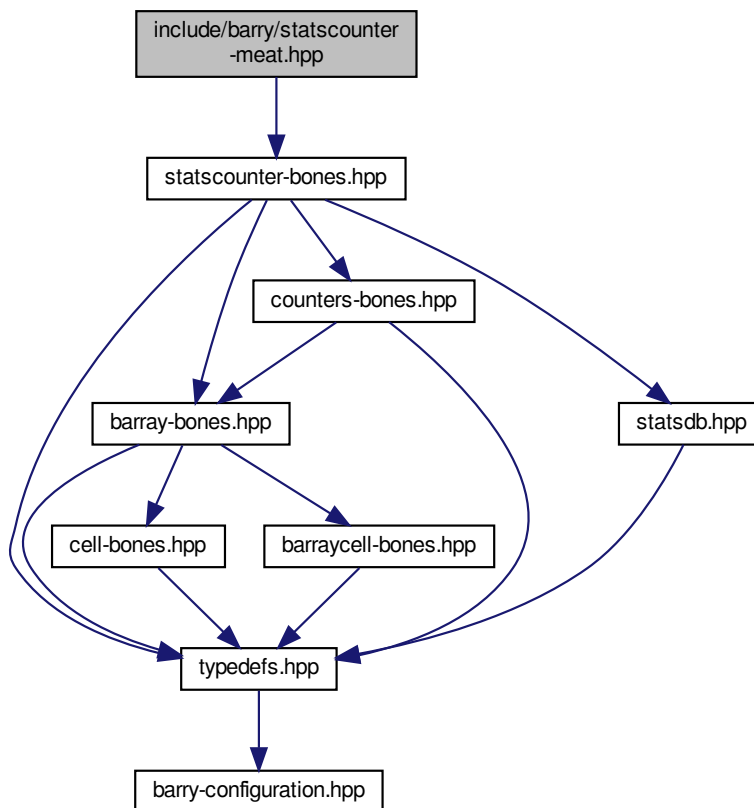 include/barry/statscounter
-meat.hpp
statscounter-bones.hpp
counters-bones.hpp
barray-bones.hpp
statsdb.hpp
cell-bones.hpp
barraycell-bones.hpp
typedefs.hpp
barry-configuration.hpp